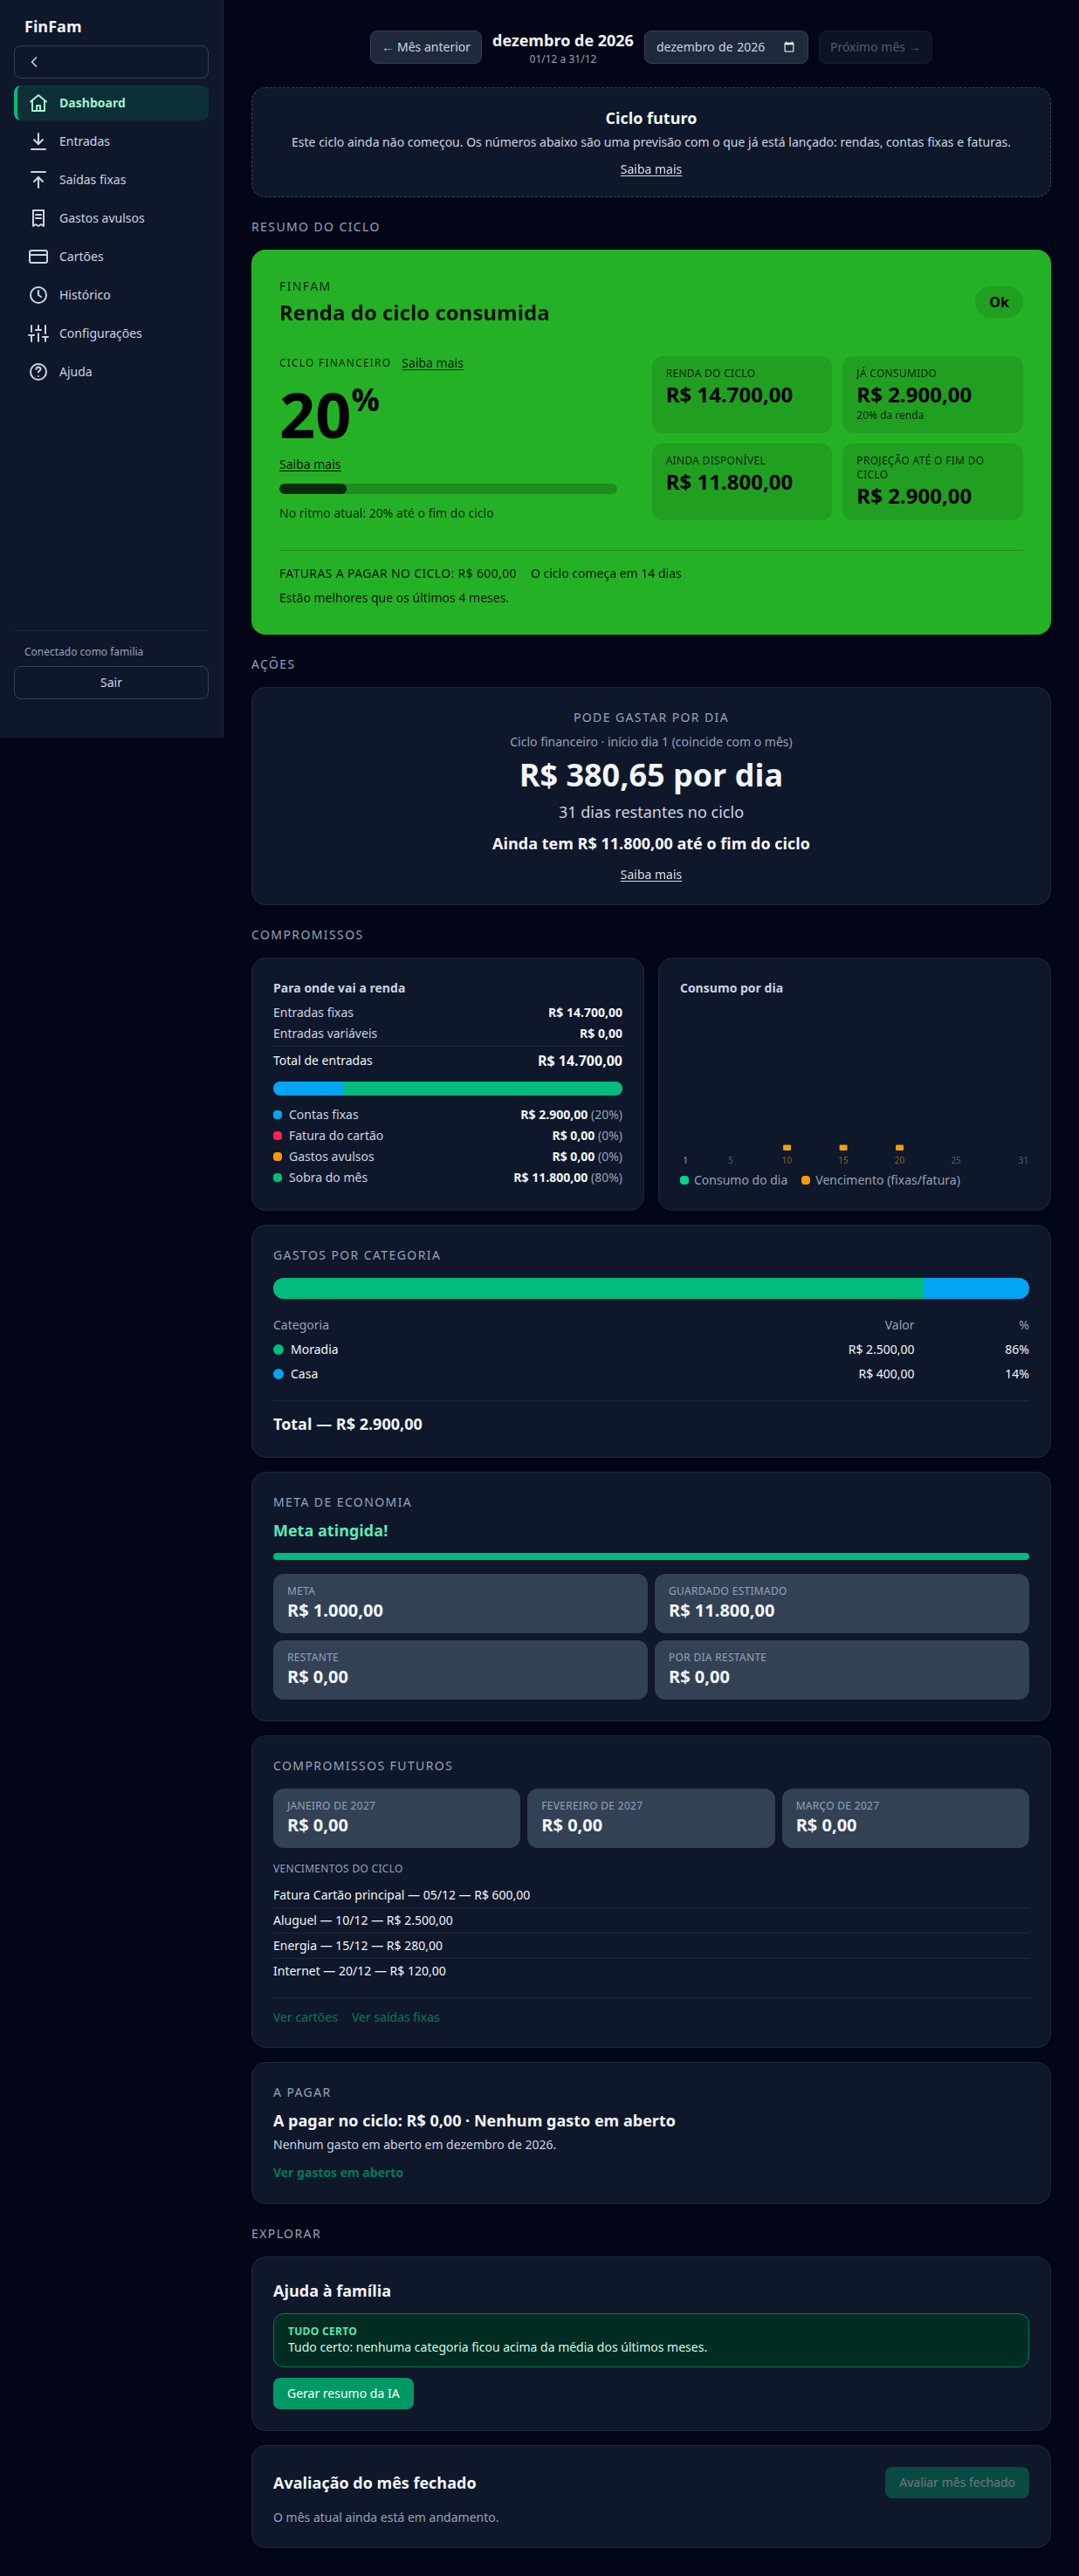 FinFam
Dashboard
Entradas
Saídas fixas
Gastos avulsos
Cartões
Histórico
Configurações
Ajuda
Conectado como familia
Sair
← Mês anterior
dezembro de 2026
01/12 a 31/12
dezembro de 2026
Próximo mês →
Ciclo futuro
Este ciclo ainda não começou. Os números abaixo são uma previsão com o que já está lançado: rendas, contas fixas e faturas.
Saiba mais
RESUMO DO CICLO
FINFAM
Renda do ciclo consumida
Ok
CICLO FINANCEIRO Saiba mais
20%
Saiba mais
No ritmo atual: 20% até o fim do ciclo
RENDA DO CICLO
R$ 14.700,00
JÁ CONSUMIDO
R$ 2.900,00
20% da renda
AINDA DISPONÍVEL
R$ 11.800,00
PROJEÇÃO ATÉ O FIM DO
CICLO
R$ 2.900,00
FATURAS A PAGAR NO CICLO: R$ 600,00 O ciclo começa em 14 dias
Estão melhores que os últimos 4 meses.
AÇÕES
PODE GASTAR POR DIA
Ciclo financeiro · início dia 1 (coincide com o mês)
R$ 380,65 por dia
31 dias restantes no ciclo
Ainda tem R$ 11.800,00 até o fim do ciclo
Saiba mais
COMPROMISSOS
Para onde vai a renda
Entradas fixas R$ 14.700,00
Entradas variáveis R$ 0,00
Total de entradas R$ 14.700,00
Contas fixas R$ 2.900,00 (20%)
Fatura do cartão R$ 0,00 (0%)
Gastos avulsos R$ 0,00 (0%)
Sobra do mês R$ 11.800,00 (80%)
Consumo por dia
1 5 10 15 20 25 31
Consumo do dia Vencimento (fixas/fatura)
GASTOS POR CATEGORIA
Categoria Valor %
Moradia R$ 2.500,00 86%
Casa R$ 400,00 14%
Total — R$ 2.900,00
META DE ECONOMIA
Meta atingida!
META
R$ 1.000,00
GUARDADO ESTIMADO
R$ 11.800,00
RESTANTE
R$ 0,00
POR DIA RESTANTE
R$ 0,00
COMPROMISSOS FUTUROS
JANEIRO DE 2027
R$ 0,00
FEVEREIRO DE 2027
R$ 0,00
MARÇO DE 2027
R$ 0,00
VENCIMENTOS DO CICLO
Fatura Cartão principal — 05/12 — R$ 600,00
Aluguel — 10/12 — R$ 2.500,00
Energia — 15/12 — R$ 280,00
Internet — 20/12 — R$ 120,00
Ver cartões Ver saídas fixas
A PAGAR
A pagar no ciclo: R$ 0,00 · Nenhum gasto em aberto
Nenhum gasto em aberto em dezembro de 2026.
Ver gastos em aberto
EXPLORAR
Ajuda à família
TUDO CERTO
Tudo certo: nenhuma categoria ficou acima da média dos últimos meses.
Gerar resumo da IA
Avaliação do mês fechado
Avaliar mês fechado
O mês atual ainda está em andamento.